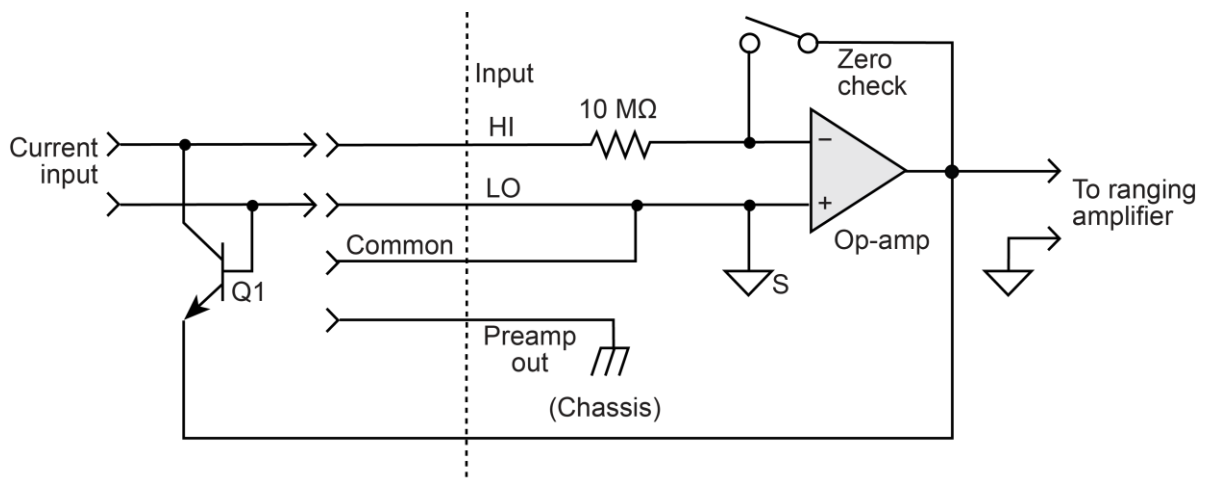 Current
input
Input
HI
LO
Common
Q1
Preamp
out
(Chassis)
10 MΩ
Zero
check
−
+
Op-amp
S
To ranging
amplifier